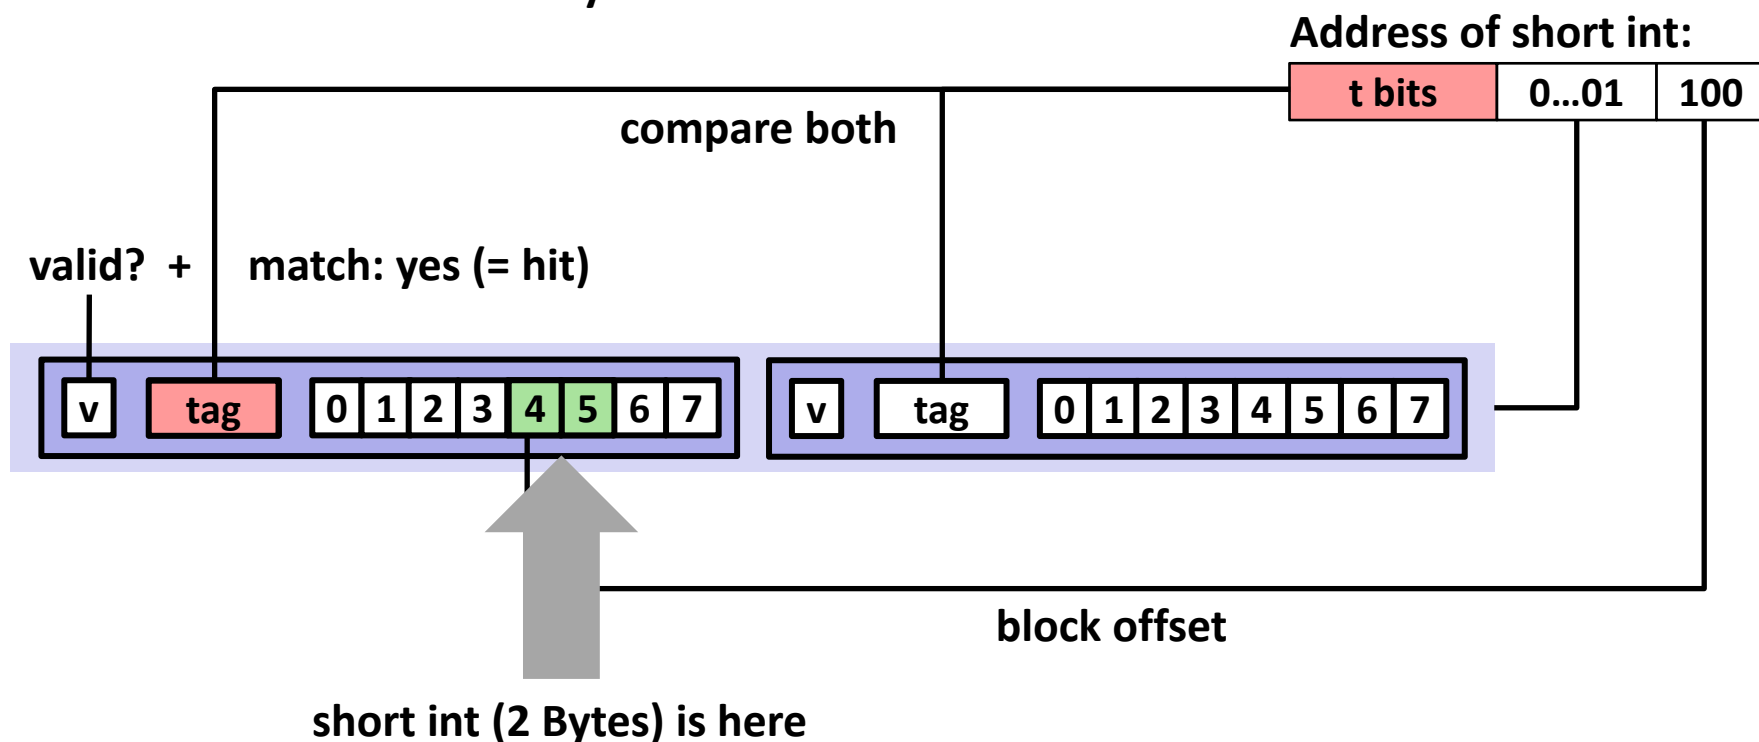 Address of short int:
t bits 0...01 100
compare both
valid? + match: yes (= hit)
v tag 0 1 2 3 4 5 6 7 v tag 0 1 2 3 4 5 6 7
block offset
short int (2 Bytes) is here